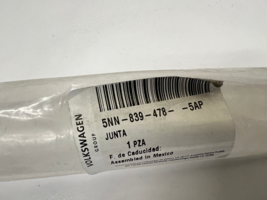 VOLKSWAGEN
GROUP
5NN-839-478- -5AP
JUNTA
1 PZA
F. de Caducidad:
Assembled in Mexico